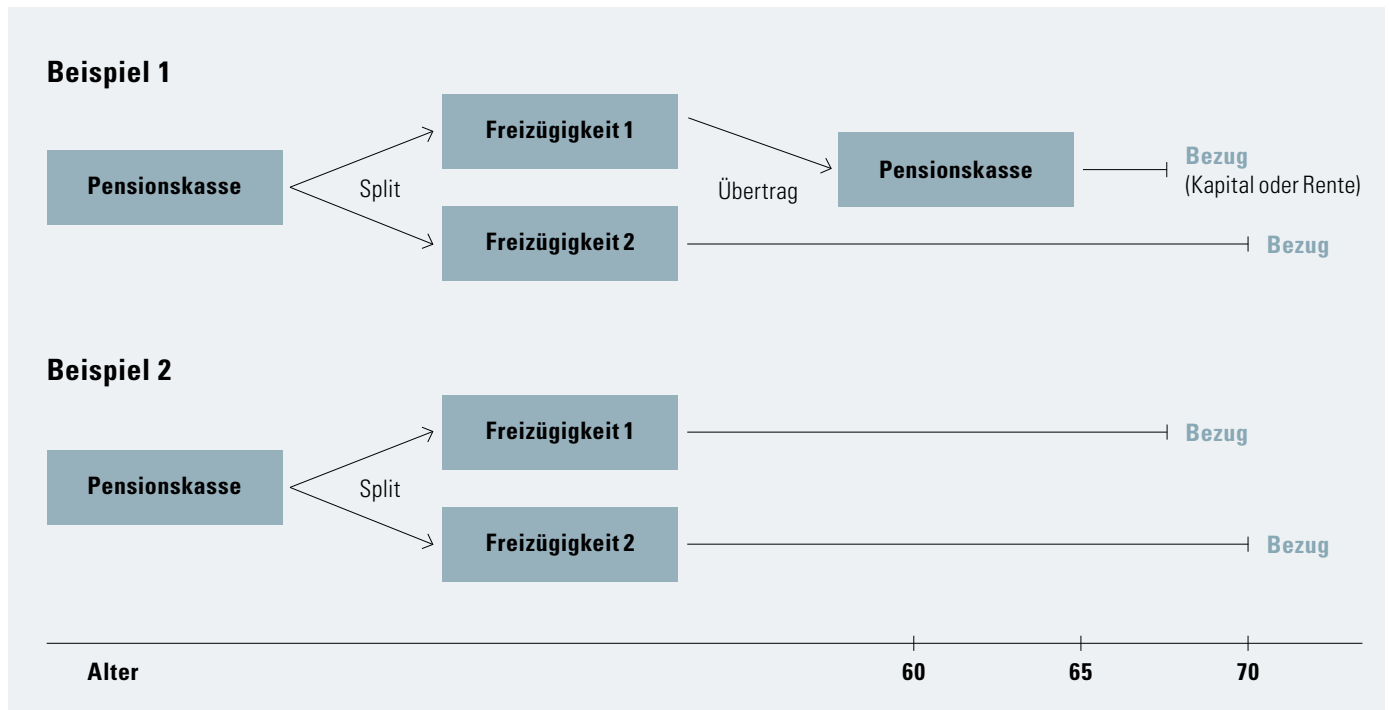 Beispiel 1
Pensionskasse
Split
Freizügigkeit 1
Freizügigkeit 2
Übertrag
Pensionskasse
Bezug
(Kapital oder Rente)
Bezug
Beispiel 2
Pensionskasse
Split
Freizügigkeit 1
Freizügigkeit 2
Bezug
Bezug
Alter
60
65
70